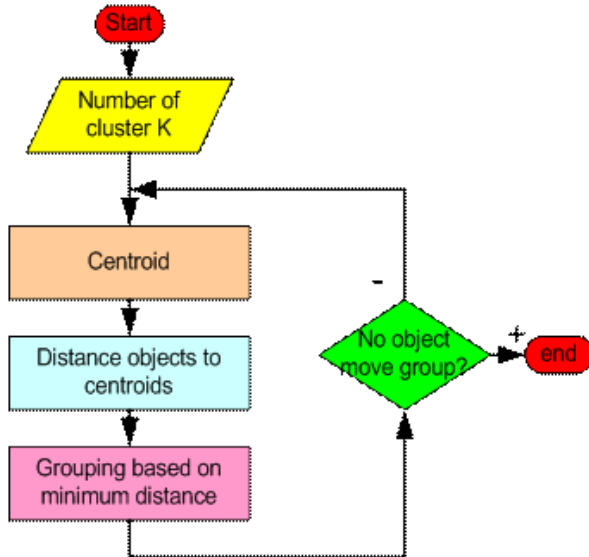 Start
Number of
cluster K
Centroid
Distance objects to
centroids
Grouping based on
minimum distance
-
No object
move group?
+
end